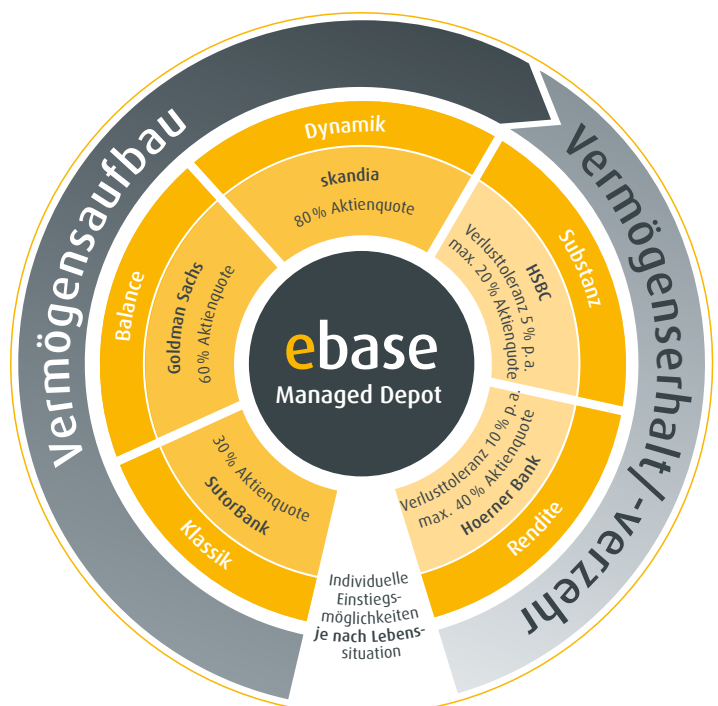 Vermögensaufbau
Vermögenserhalt/-verzehr
Dynamik
skandia
80 % Aktienquote
Substanz
HSBC
Verlusttoleranz 5 % p. a.
max. 20 % Aktienquote
Balance
Goldman Sachs
60 % Aktienquote
ebase
Managed Depot
30 % Aktienquote
SutorBank
Klassik
Verlusttoleranz 10 % p. a.
max. 40 % Aktienquote
Hoerner Bank
Rendite
Individuelle
Einstiegs-
möglichkeiten
je nach Lebens-
situation